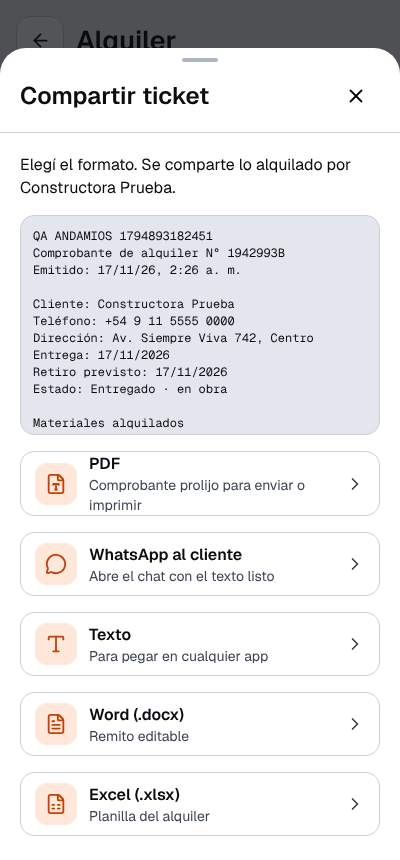 Alquiler
Compartir ticket
Elegí el formato. Se comparte lo alquilado por
Constructora Prueba.
QA ANDAMIOS 1794893182451
Comprobante de alquiler N° 1942993B
Emitido: 17/11/26, 2:26 a. m.
Cliente: Constructora Prueba
Teléfono: +54 9 11 5555 0000
Dirección: Av. Siempre Viva 742, Centro
Entrega: 17/11/2026
Retiro previsto: 17/11/2026
Estado: Entregado · en obra
Materiales alquilados
PDF
Comprobante prolijo para enviar o
imprimir
WhatsApp al cliente
Abre el chat con el texto listo
Texto
Para pegar en cualquier app
Word (.docx)
Remito editable
Excel (.xlsx)
Planilla del alquiler